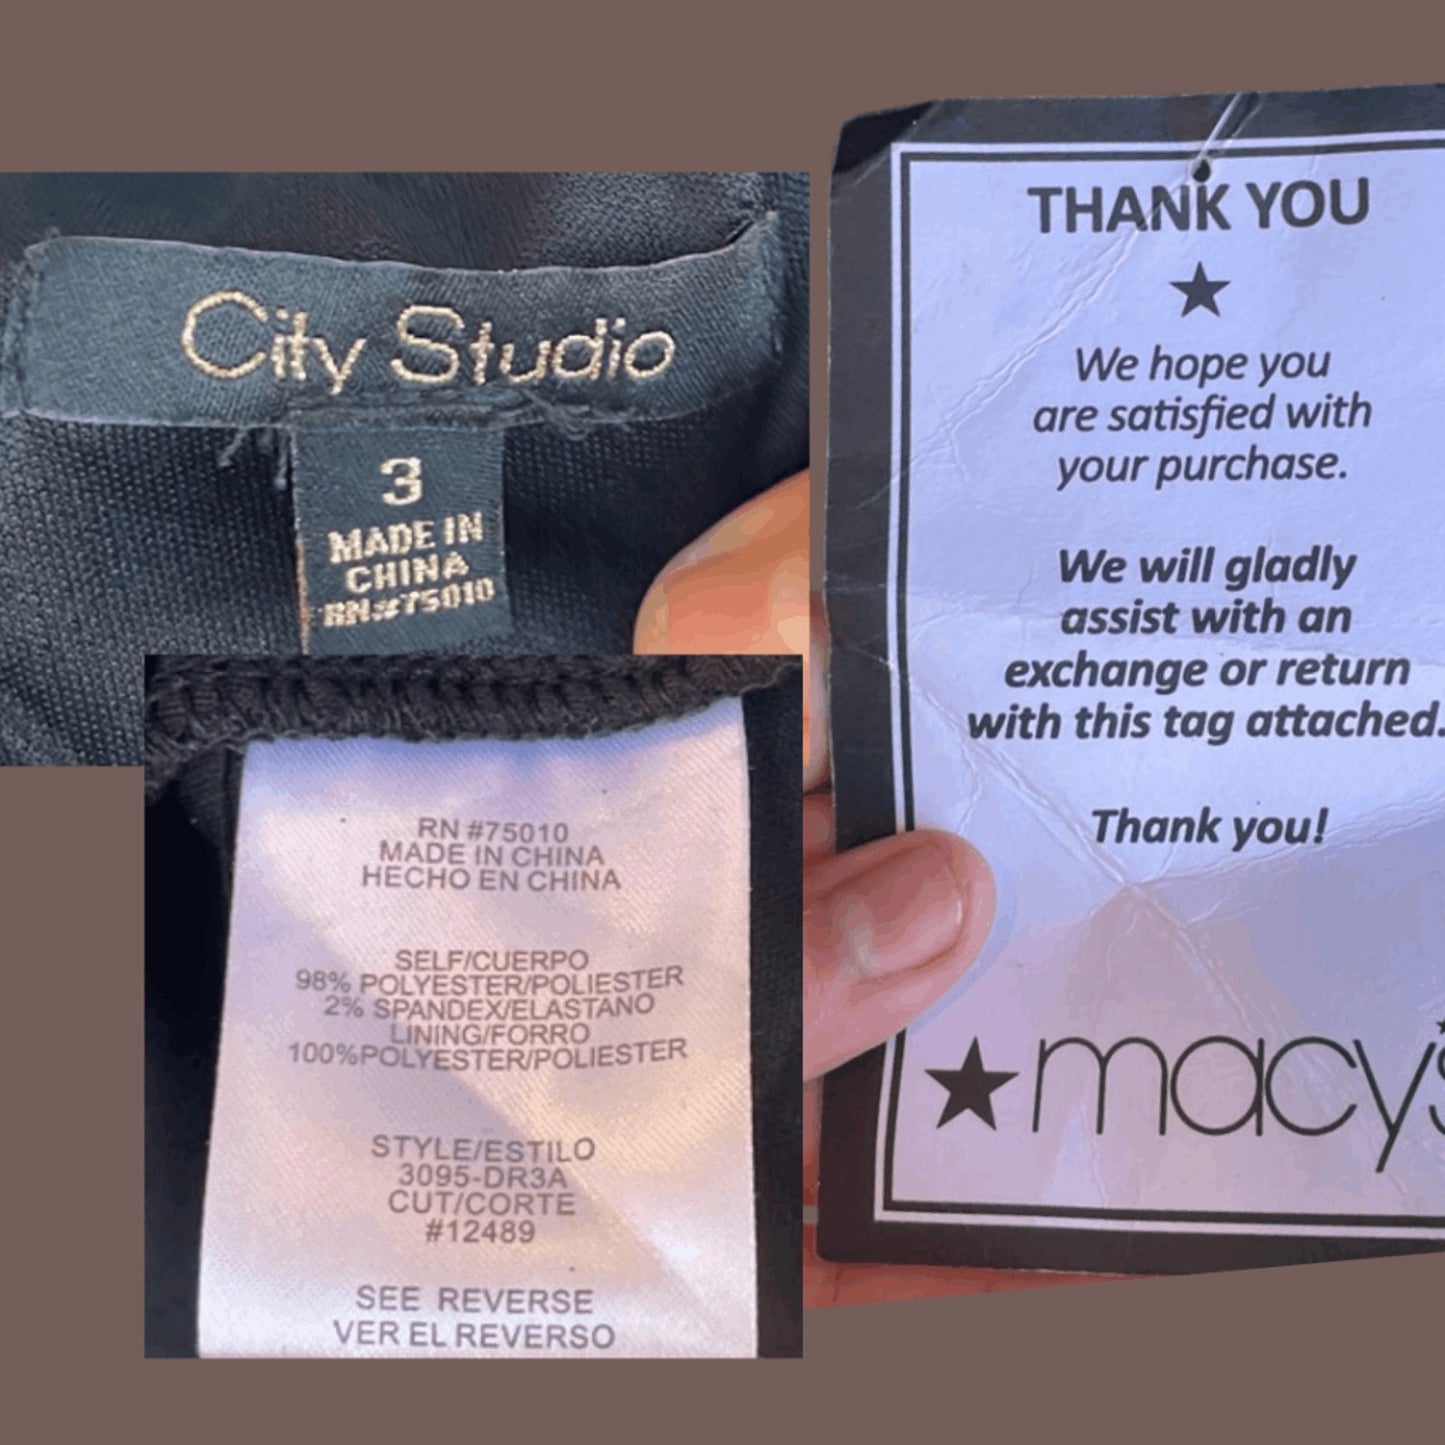 City Studio
3
MADE IN
CHINA
RN#75010
RN #75010
MADE IN CHINA
HECHO EN CHINA
SELF/CUERPO
98% POLYESTER/POLIESTER
2% SPANDEX/ELASTANO
LINING/FORRO
100%POLYESTER/POLIESTER
STYLE/ESTILO
3095-DR3A
CUT/CORTE
#12489
SEE REVERSE
VER EL REVERSO
THANK YOU
We hope you
are satisfied with
your purchase.
We will gladly
assist with an
exchange or return
with this tag attached.
Thank you!
macy's